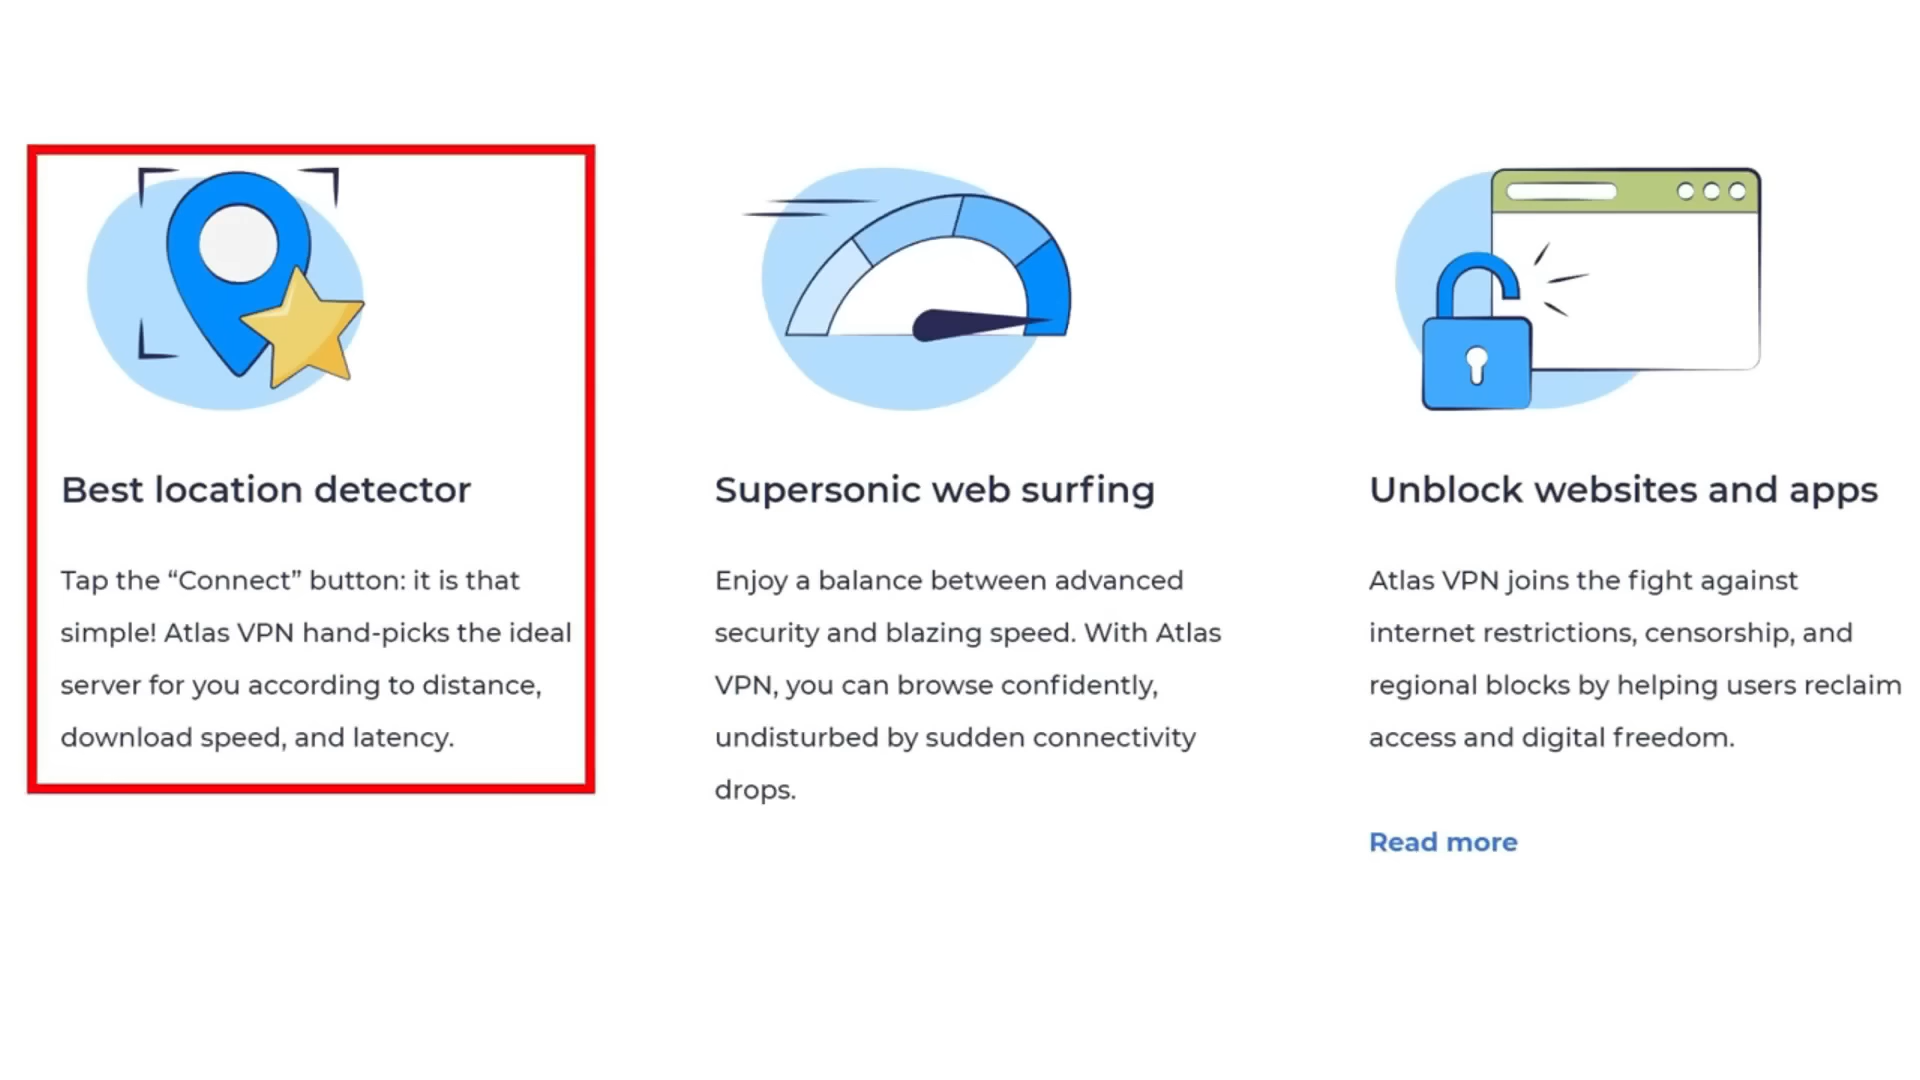 Best location detector
Tap the “Connect” button: it is that
simple! Atlas VPN hand-picks the ideal
server for you according to distance,
download speed, and latency.
Supersonic web surfing
Enjoy a balance between advanced
security and blazing speed. With Atlas
VPN, you can browse confidently,
undisturbed by sudden connectivity
drops.
Unblock websites and apps
Atlas VPN joins the fight against
internet restrictions, censorship, and
regional blocks by helping users reclaim
access and digital freedom.
Read more